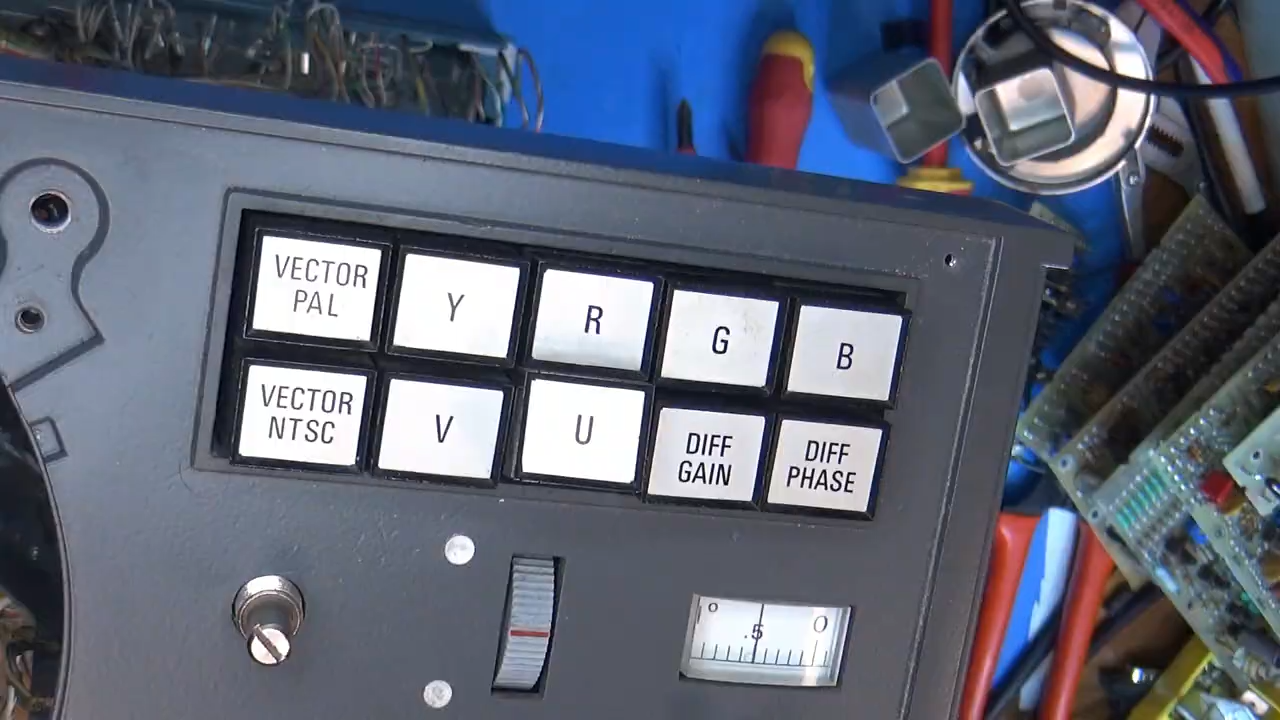 VECTOR
PAL
Y
R
G
B
VECTOR
NTSC
V
U
DIFF
GAIN
DIFF
PHASE
0
.5
0